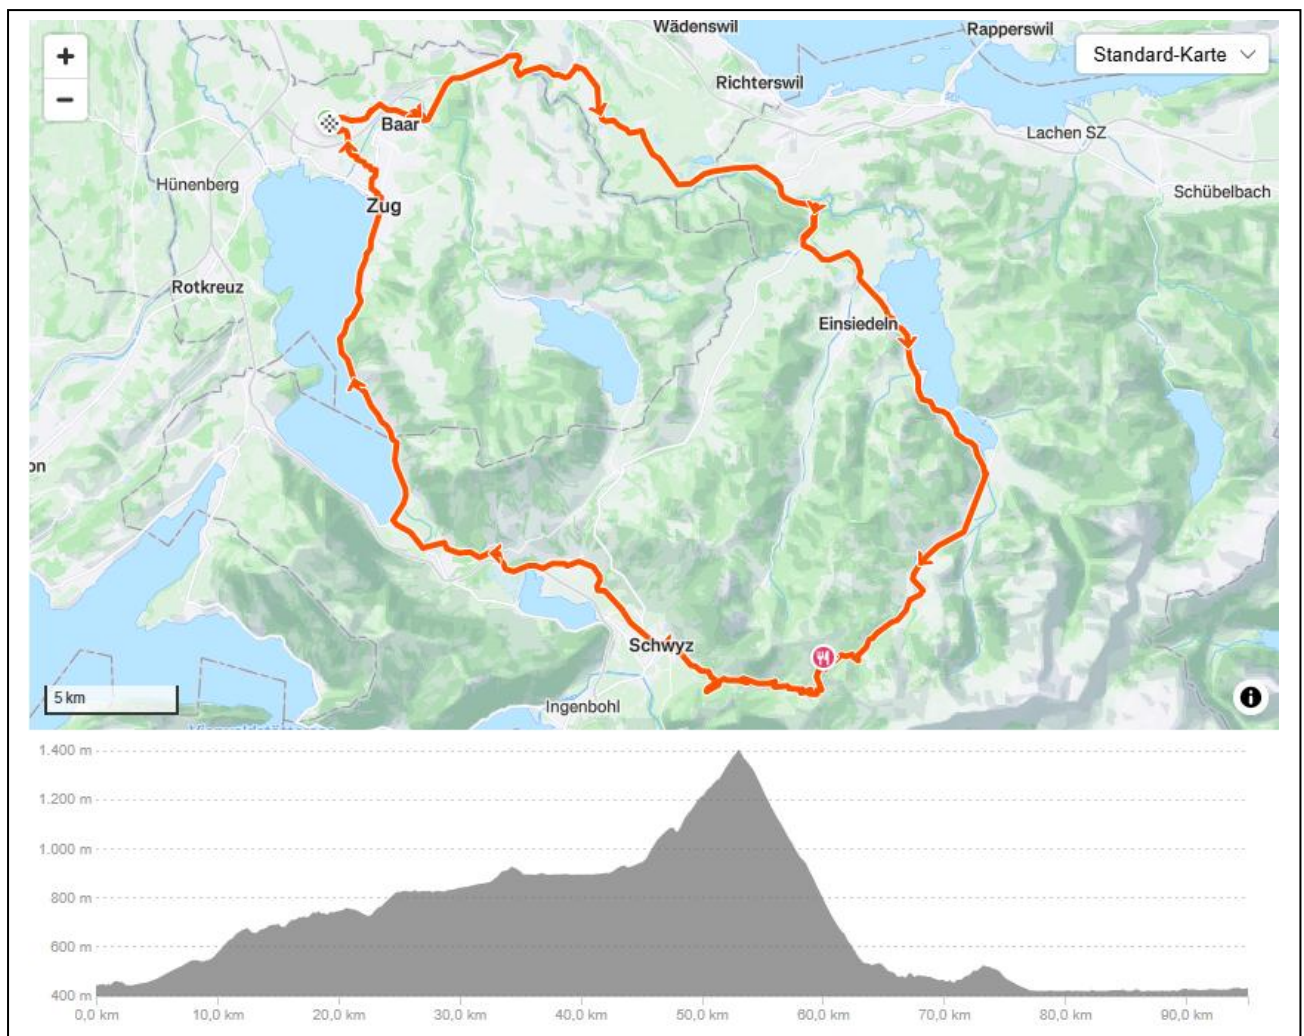 Wädenswil
Rapperswil
+
Standard-Karte
Richterswil
−
Baar
Lachen SZ
Hünenberg
Schübelbach
Zug
Rotkreuz
Einsiedeln
on
Schwyz
5 km
Ingenbohl
1.400 m
1.200 m
1.000 m
800 m
600 m
400 m
0,0 km 10,0 km 20,0 km 30,0 km 40,0 km 50,0 km 60,0 km 70,0 km 80,0 km 90,0 km